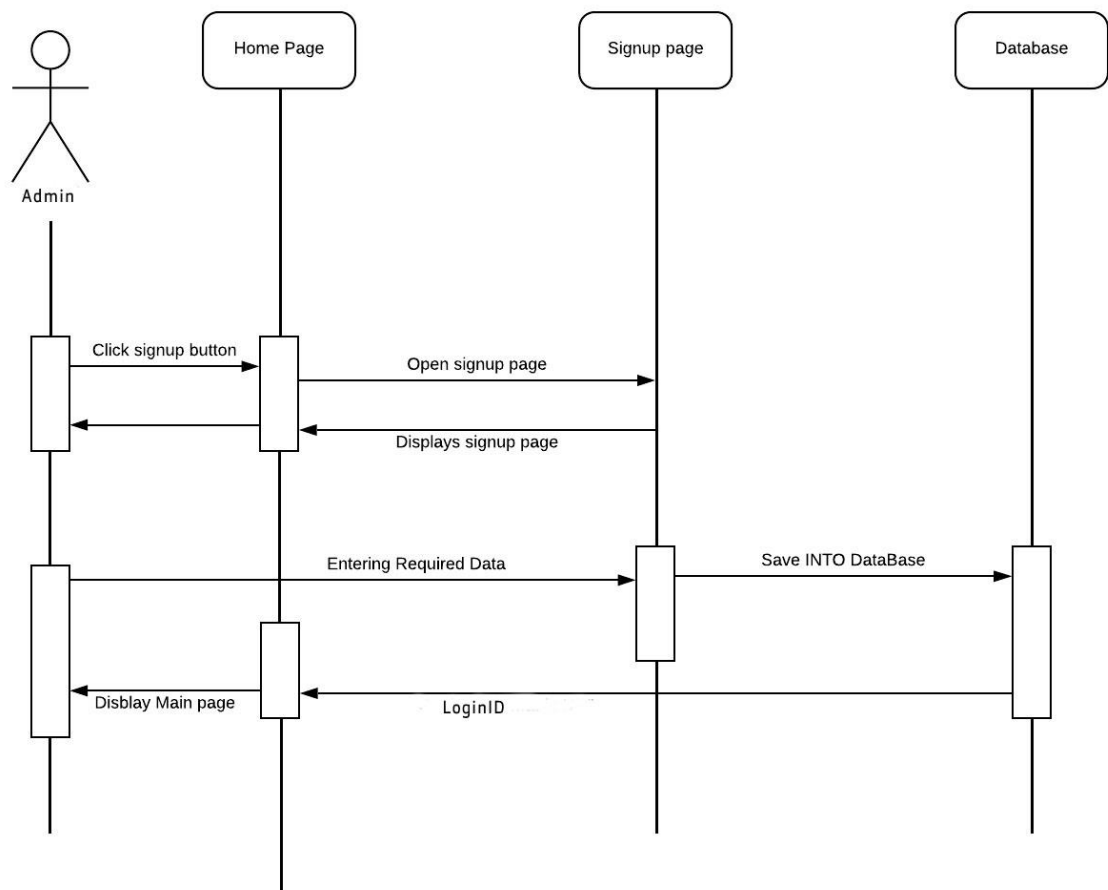 Home Page
Signup page
Database
Admin
Click signup button
Open signup page
Displays signup page
Entering Required Data
Save INTO DataBase
Disblay Main page
LoginID